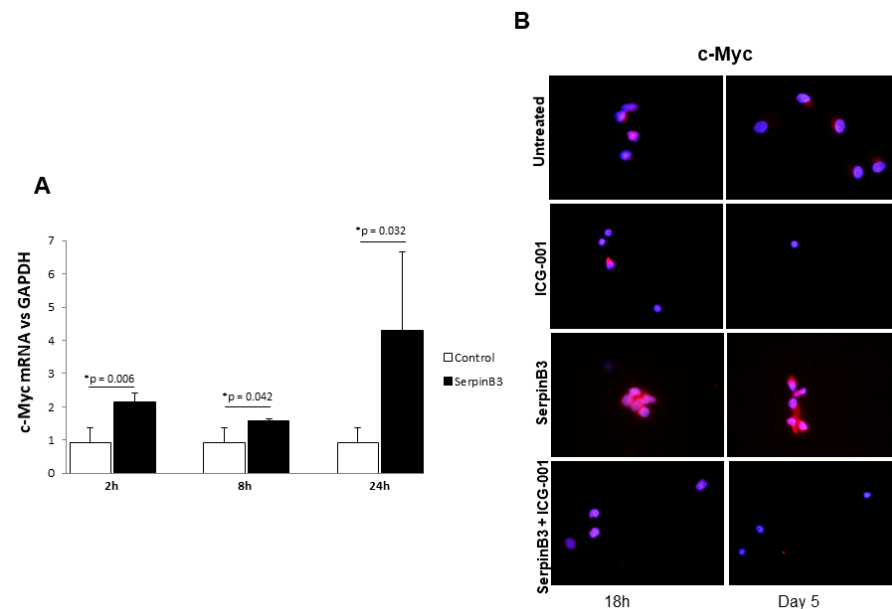 A
c-Myc mRNA vs GAPDH
7
6
5
4
3
2
1
0
*p = 0.006
*p = 0.042
*p = 0.032
2h
8h
24h
Control
SerpinB3
B
c-Myc
Untreated
ICG-001
SerpinB3
SerpinB3 + ICG-001
18h
Day 5